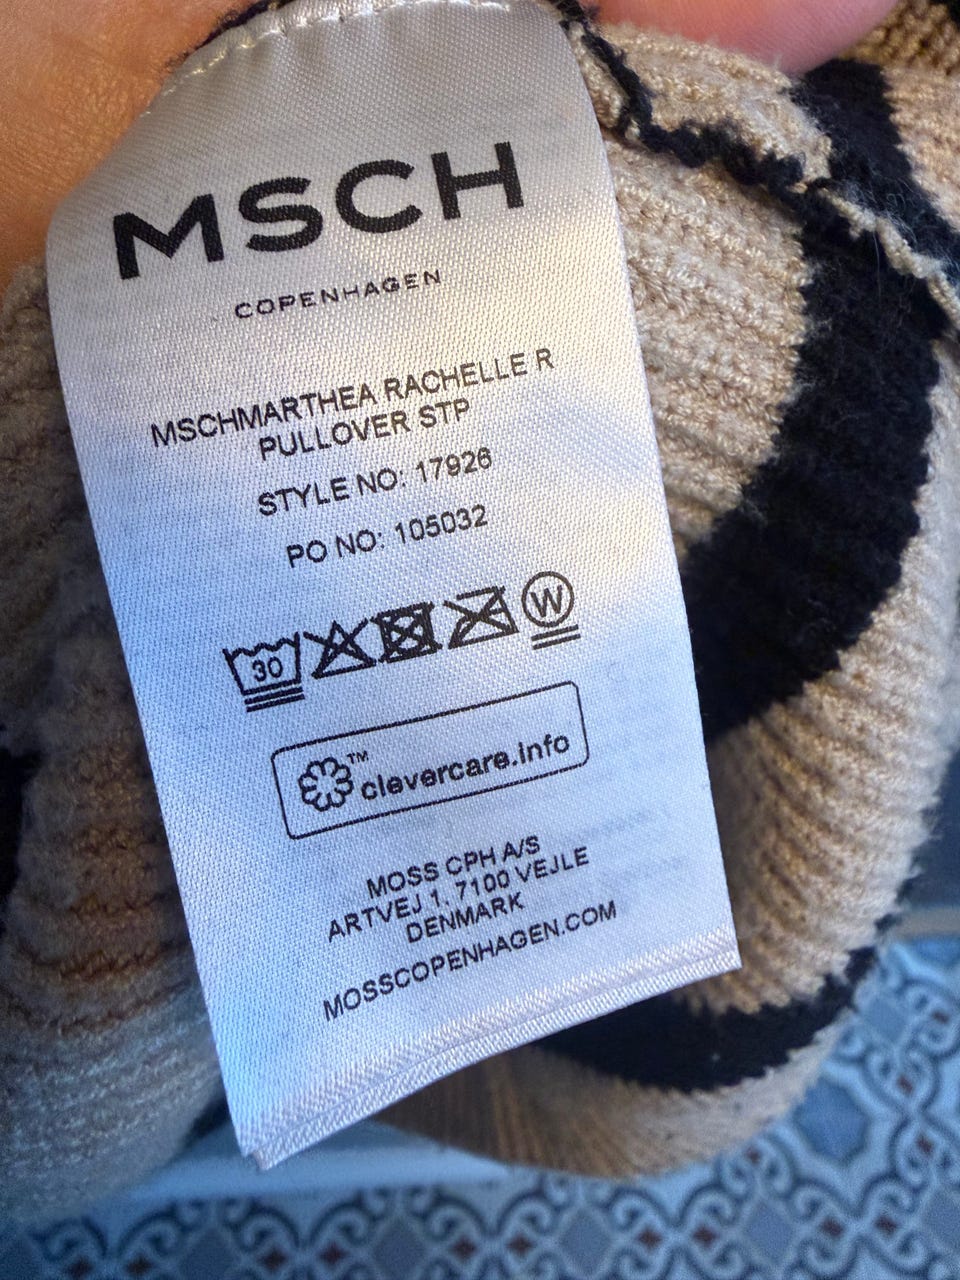 MSCH
COPENHAGEN
MSCHMARTHEA RACHELLE R
PULLOVER STP
STYLE NO: 17926
PO NO: 105032
30 W
™ clevercare.info
MOSS CPH A/S
ARTVEJ 1, 7100 VEJLE
DENMARK
MOSSCOPENHAGEN.COM